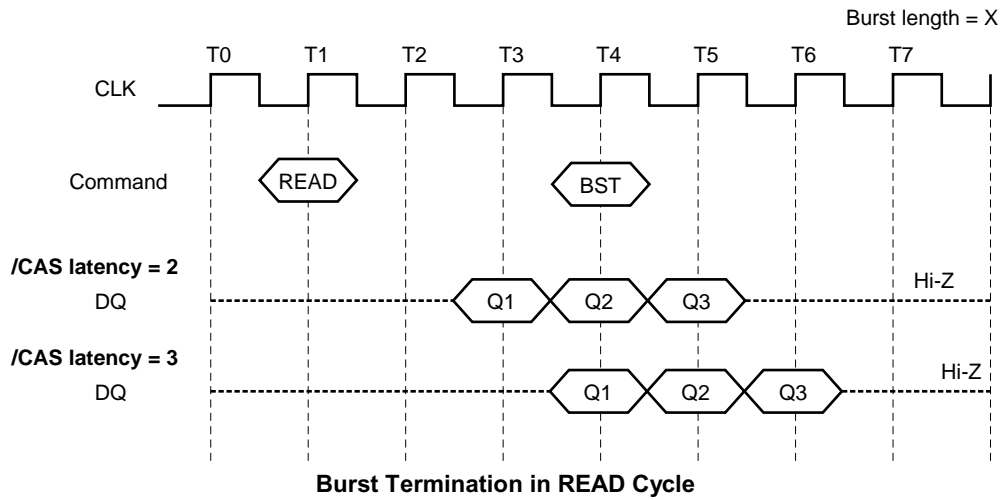 Burst length = X
T0 T1 T2 T3 T4 T5 T6 T7
CLK
Command READ BST
/CAS latency = 2
Hi-Z
DQ Q1 Q2 Q3
/CAS latency = 3
Hi-Z
DQ Q1 Q2 Q3
Burst Termination in READ Cycle